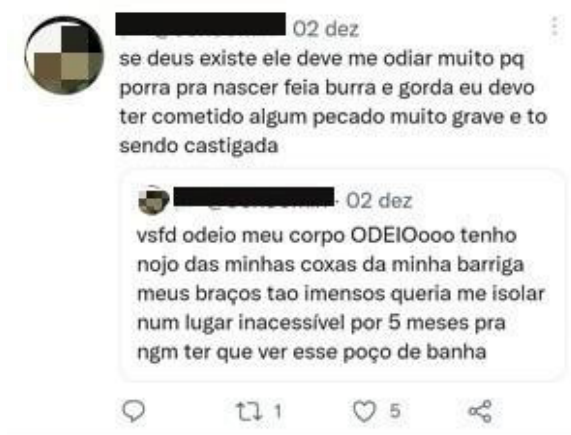 02 dez
se deus existe ele deve me odiar muito pq
porra pra nascer feia burra e gorda eu devo
ter cometido algum pecado muito grave e to
sendo castigada
02 dez
vsfd odeio meu corpo ODEIOooo tenho
nojo das minhas coxas da minha barriga
meus braços tao imensos queria me isolar
num lugar inacessível por 5 meses pra
ngm ter que ver esse poço de banha
1 5